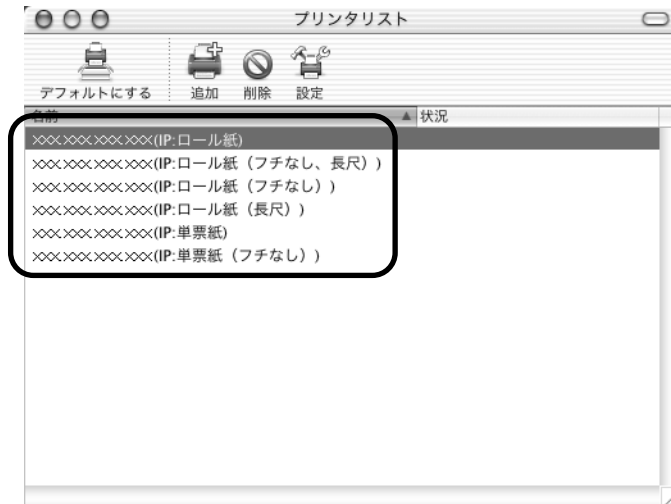 プリンタリスト
デフォルトにする 追加 削除 設定
名前 状況
xxx.xxx.xxx.xxx(IP:ロール紙)
xxx.xxx.xxx.xxx(IP:ロール紙（フチなし、長尺）)
xxx.xxx.xxx.xxx(IP:ロール紙（フチなし）)
xxx.xxx.xxx.xxx(IP:ロール紙（長尺）)
xxx.xxx.xxx.xxx(IP:単票紙)
xxx.xxx.xxx.xxx(IP:単票紙（フチなし）)